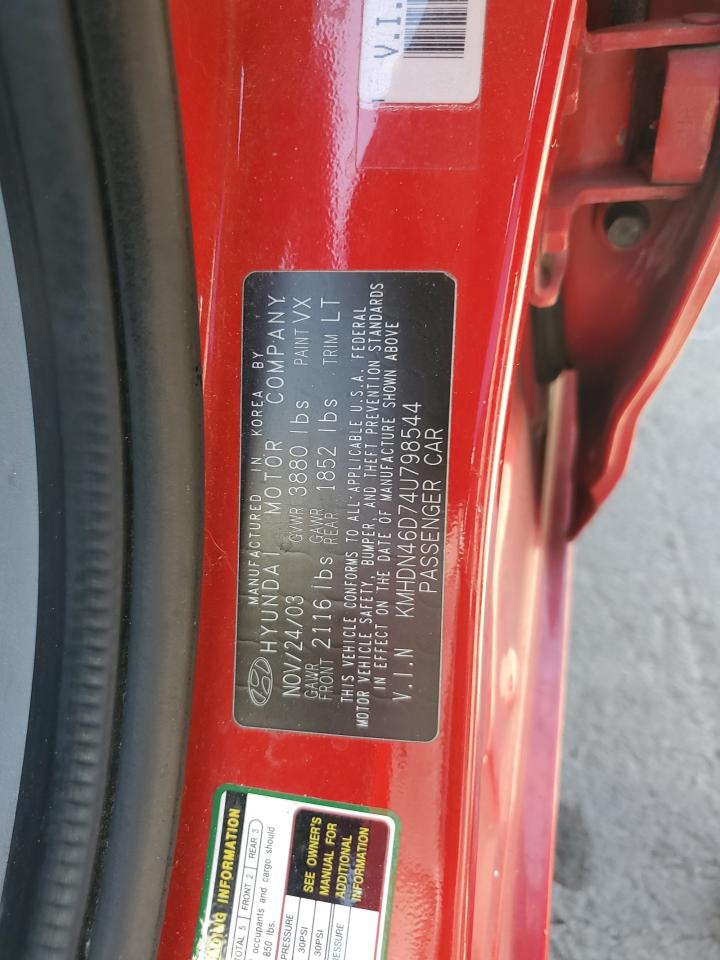 V.I.
MANUFACTURED IN KOREA BY
HYUNDAI MOTOR COMPANY.
NOV/24/03 GVWR 3880 lbs PAINT VX
GAWR FRONT 2116 lbs GAWR REAR 1852 lbs TRIM LT
THIS VEHICLE CONFORMS TO ALL APPLICABLE U.S.A. FEDERAL
MOTOR VEHICLE SAFETY, BUMPER, AND THEFT PREVENTION STANDARDS
IN EFFECT ON THE DATE OF MANUFACTURE SHOWN ABOVE
V.I.N KMHDN46D74U798544
PASSENGER CAR
INFORMATION
TOTAL 5 FRONT 2 REAR 3
occupants and cargo should
850 lbs.
PRESSURE
30PSI
30PSI
SEE OWNER'S
MANUAL FOR
ADDITIONAL
INFORMATION